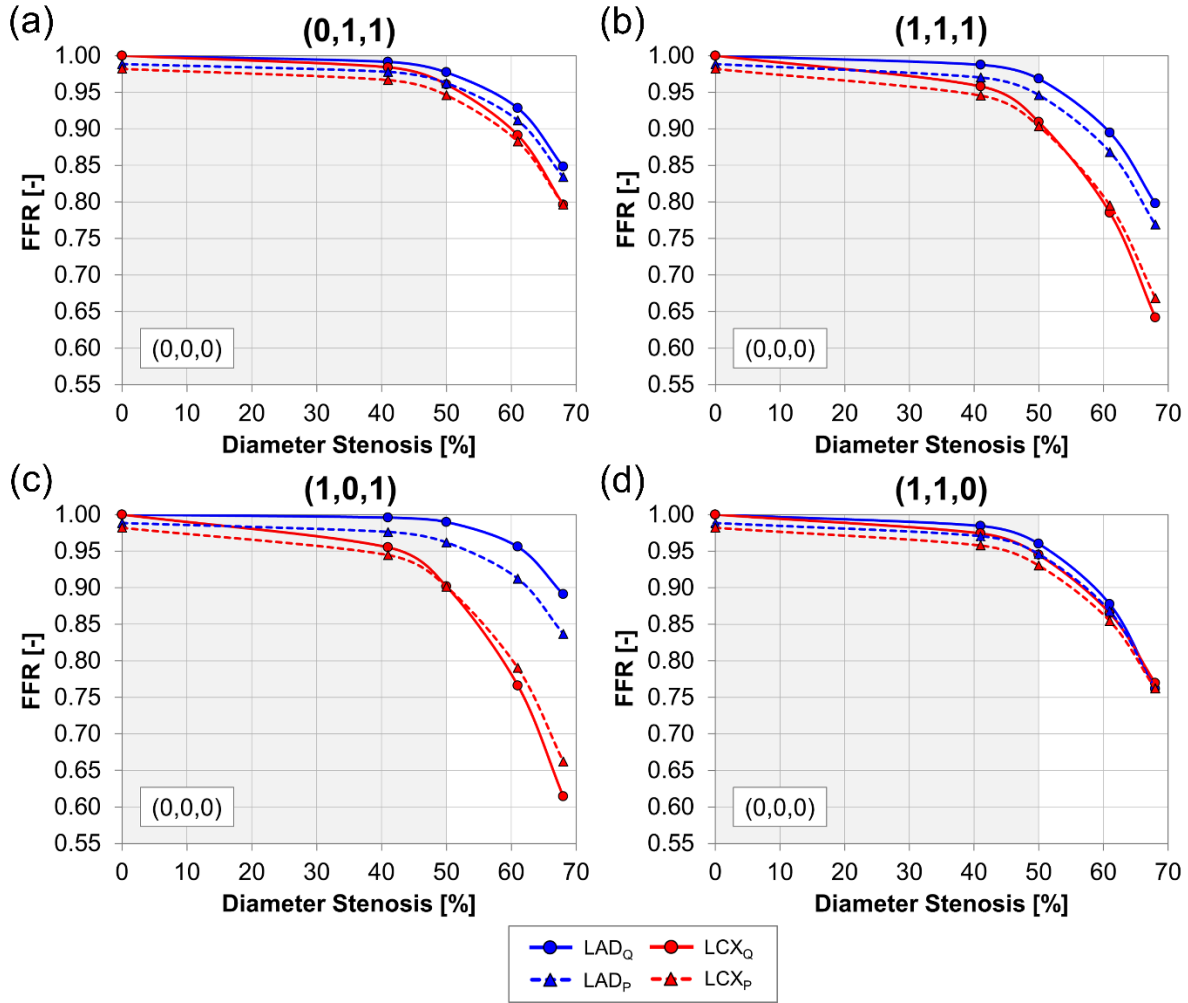 (a)
(0,1,1)
1.00
0.95
0.90
0.85
0.80
0.75
0.70
0.65
0.60
0.55
FFR [-]
(0,0,0)
0 10 20 30 40 50 60 70
Diameter Stenosis [%]
(b)
(1,1,1)
1.00
0.95
0.90
0.85
0.80
0.75
0.70
0.65
0.60
0.55
FFR [-]
(0,0,0)
0 10 20 30 40 50 60 70
Diameter Stenosis [%]
(c)
(1,0,1)
1.00
0.95
0.90
0.85
0.80
0.75
0.70
0.65
0.60
0.55
FFR [-]
(0,0,0)
0 10 20 30 40 50 60 70
Diameter Stenosis [%]
(d)
(1,1,0)
1.00
0.95
0.90
0.85
0.80
0.75
0.70
0.65
0.60
0.55
FFR [-]
(0,0,0)
0 10 20 30 40 50 60 70
Diameter Stenosis [%]
LADQ LCXQ
LADP LCXP